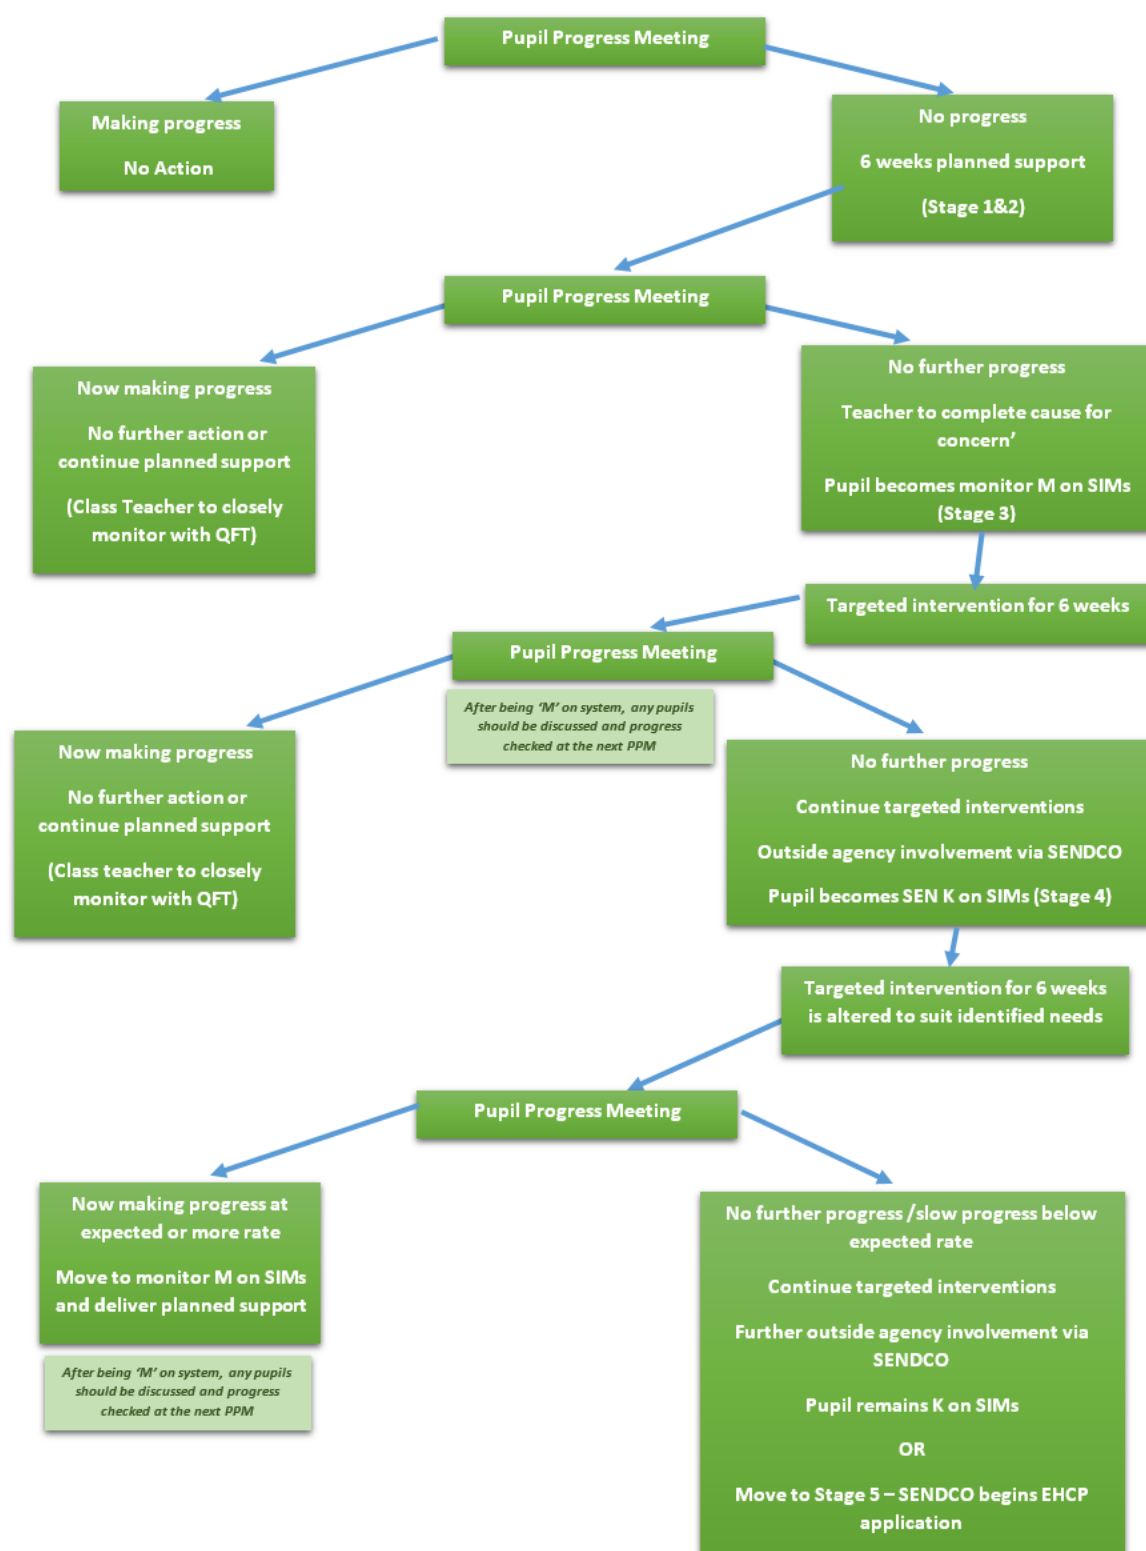 Pupil Progress Meeting
Making progress
No Action
No progress
6 weeks planned support
(Stage 1&2)
Pupil Progress Meeting
Now making progress
No further action or
continue planned support
(Class Teacher to closely
monitor with QFT)
No further progress
Teacher to complete cause for
concern’
Pupil becomes monitor M on SIMs
(Stage 3)
Targeted intervention for 6 weeks
Pupil Progress Meeting
After being ‘M’ on system, any pupils
should be discussed and progress
checked at the next PPM
Now making progress
No further action or
continue planned support
(Class teacher to closely
monitor with QFT)
No further progress
Continue targeted interventions
Outside agency involvement via SENDCO
Pupil becomes SEN K on SIMs (Stage 4)
Targeted intervention for 6 weeks
is altered to suit identified needs
Pupil Progress Meeting
Now making progress at
expected or more rate
Move to monitor M on SIMs
and deliver planned support
After being ‘M’ on system, any pupils
should be discussed and progress
checked at the next PPM
No further progress /slow progress below
expected rate
Continue targeted interventions
Further outside agency involvement via
SENDCO
Pupil remains K on SIMs
OR
Move to Stage 5 – SENDCO begins EHCP
application